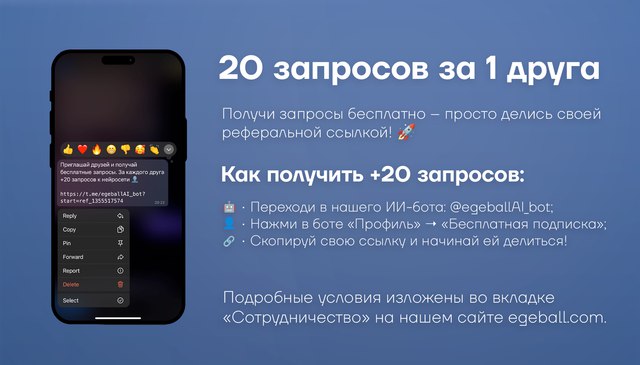 20 запросов за 1 друга
Получи запросы бесплатно – просто делись своей
реферальной ссылкой! 🚀
Как получить +20 запросов:
🤖 · Переходи в нашего ИИ-бота: @egeballAI_bot;
👤 · Нажми в боте «Профиль» → «Бесплатная подписка»;
🔗 · Скопируй свою ссылку и начинай ей делиться!
Подробные условия изложены во вкладке
«Сотрудничество» на нашем сайте egeball.com.
Приглашай друзей и получай
бесплатные запросы. За каждого друга
+20 запросов к нейросети 👤
https://t.me/egeballAI_bot?
start=ref_1355517574
20:23
Reply
Copy
Pin
Forward
Report
Delete
Select